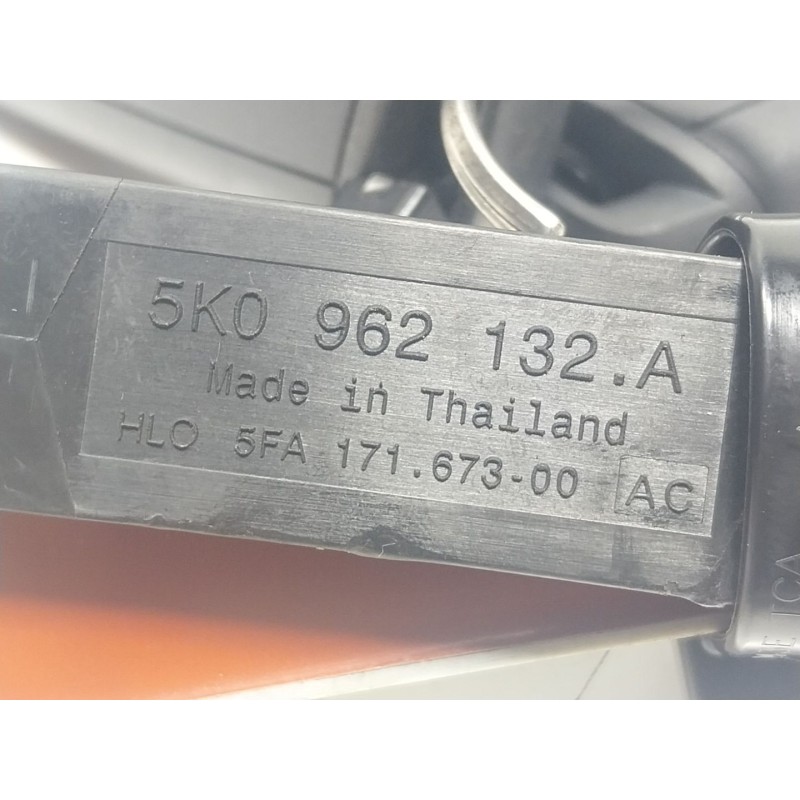 5K0 962 132.A
Made in Thailand
HLO 5FA 171.673-00 AC